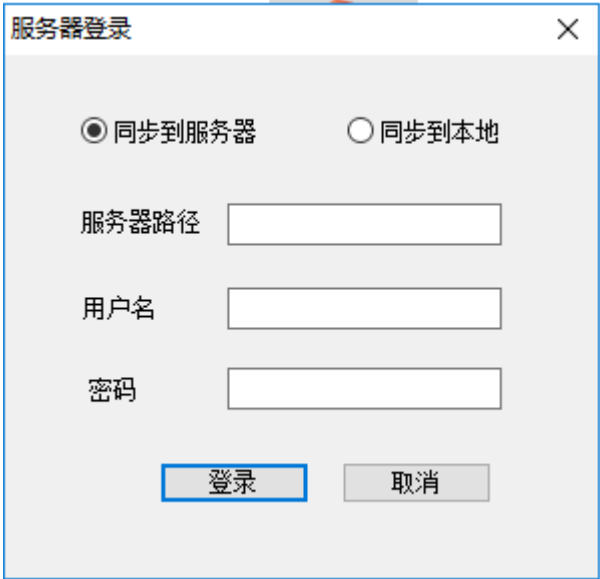 服务器登录
同步到服务器 同步到本地
服务器路径
用户名
密码
登录 取消